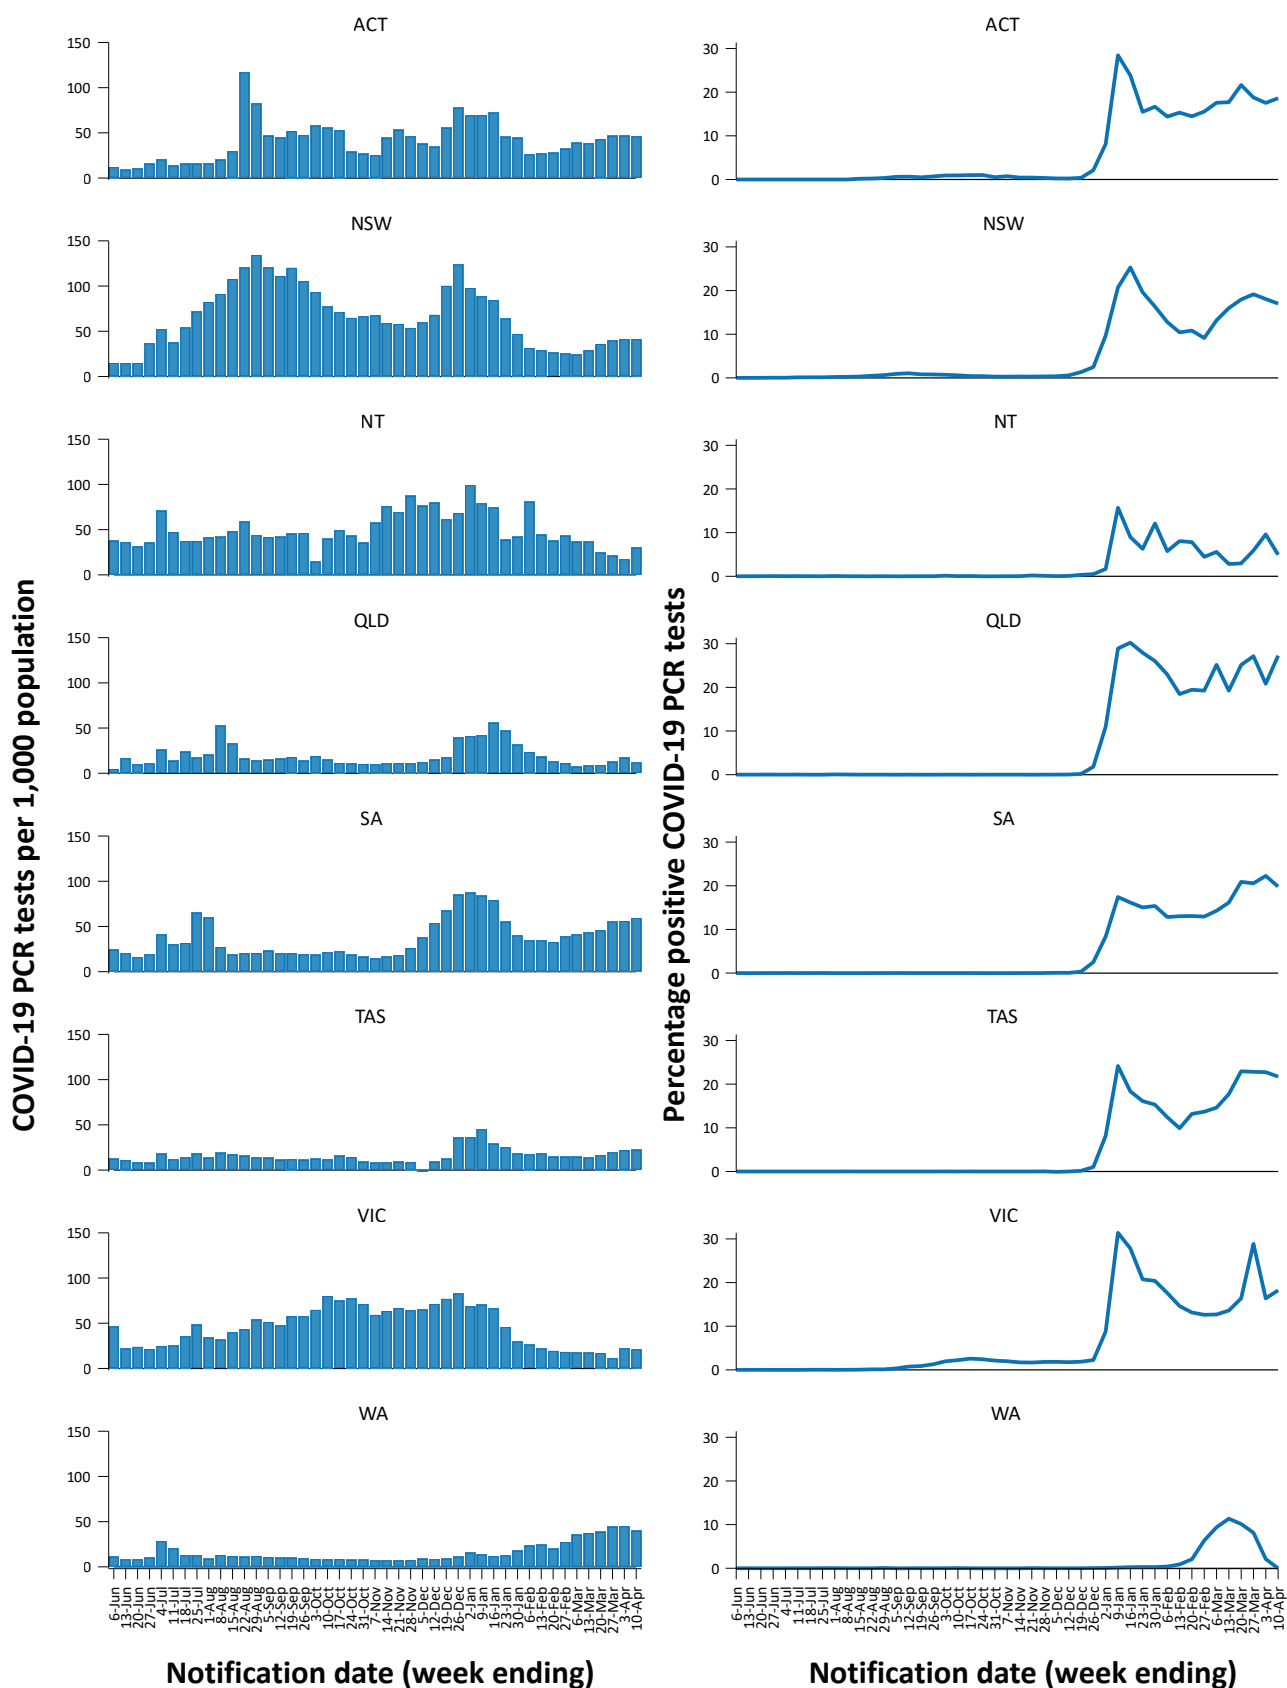 COVID-19 PCR tests per 1,000 population
ACT
150
100
50
0
NSW
150
100
50
0
NT
150
100
50
0
QLD
150
100
50
0
SA
150
100
50
0
TAS
150
100
50
0
VIC
150
100
50
0
WA
150
100
50
0
6-Jun
13-Jun
20-Jun
27-Jun
4-Jul
11-Jul
18-Jul
25-Jul
1-Aug
8-Aug
15-Aug
22-Aug
29-Aug
5-Sep
12-Sep
19-Sep
26-Sep
3-Oct
10-Oct
17-Oct
24-Oct
31-Oct
7-Nov
14-Nov
21-Nov
28-Nov
5-Dec
12-Dec
19-Dec
26-Dec
2-Jan
9-Jan
16-Jan
23-Jan
30-Jan
6-Feb
13-Feb
20-Feb
27-Feb
6-Mar
13-Mar
20-Mar
27-Mar
3-Apr
10-Apr
Notification date (week ending)
Percentage positive COVID-19 PCR tests
ACT
30
20
10
0
NSW
30
20
10
0
NT
30
20
10
0
QLD
30
20
10
0
SA
30
20
10
0
TAS
30
20
10
0
VIC
30
20
10
0
WA
30
20
10
0
6-Jun
13-Jun
20-Jun
27-Jun
4-Jul
11-Jul
18-Jul
25-Jul
1-Aug
8-Aug
15-Aug
22-Aug
29-Aug
5-Sep
12-Sep
19-Sep
26-Sep
3-Oct
10-Oct
17-Oct
24-Oct
31-Oct
7-Nov
14-Nov
21-Nov
28-Nov
5-Dec
12-Dec
19-Dec
26-Dec
2-Jan
9-Jan
16-Jan
23-Jan
30-Jan
6-Feb
13-Feb
20-Feb
27-Feb
6-Mar
13-Mar
20-Mar
27-Mar
3-Apr
10-Apr
Notification date (week ending)